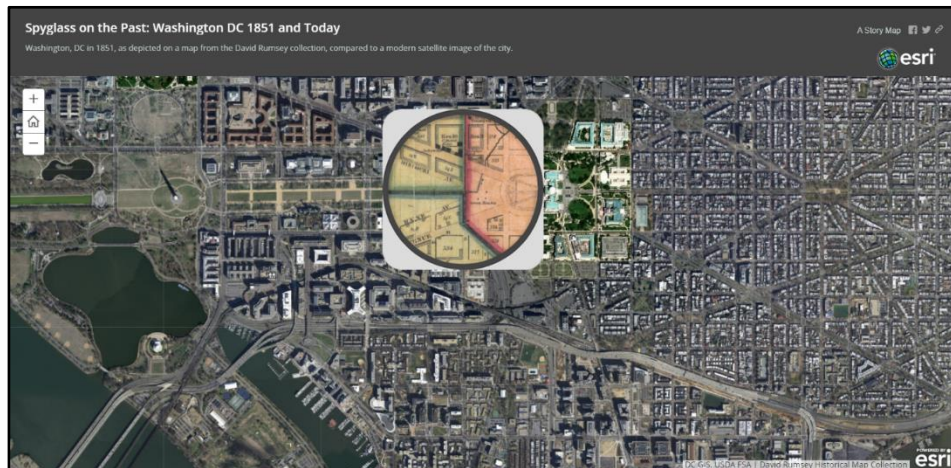 Spyglass on the Past: Washington DC 1851 and Today
A Story Map
Washington, DC in 1851, as depicted on a map from the David Rumsey collection, compared to a modern satellite image of the city.
esri
+
−
DC GIS, USDA FSA | David Rumsey Historical Map Collection
esri